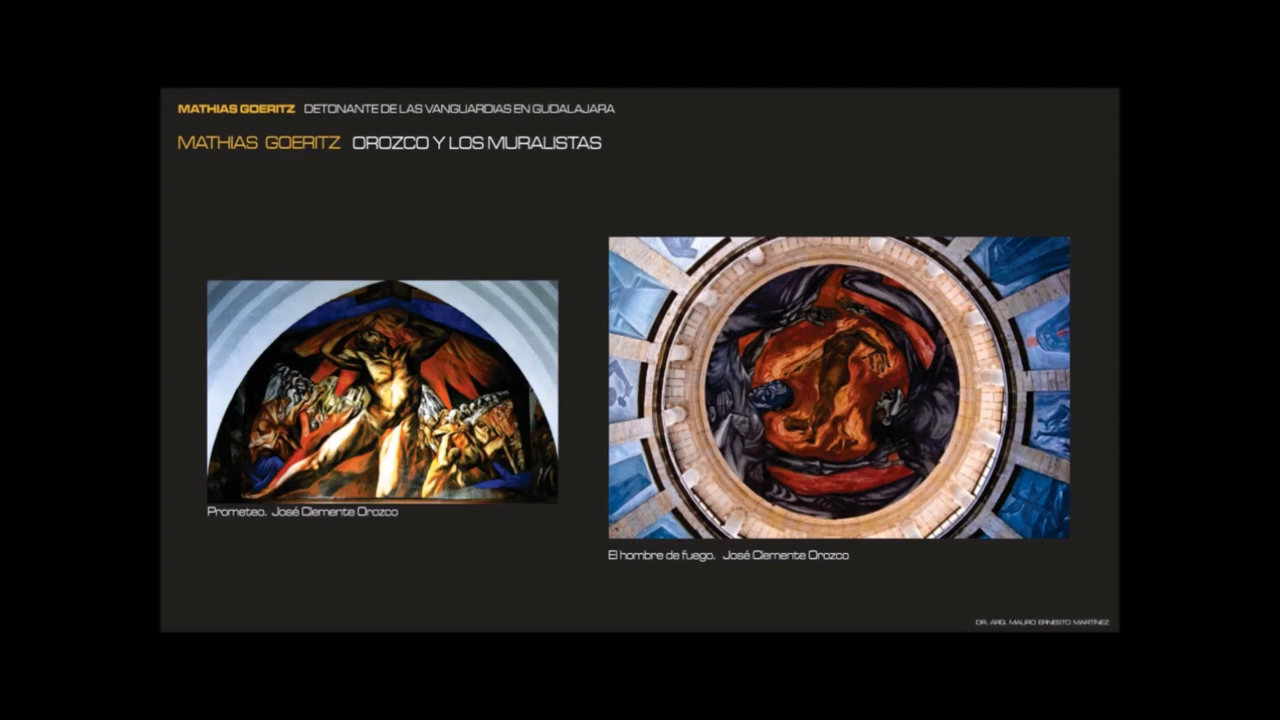 MATHIAS GOERITZ DETONANTE DE LAS VANGUARDIAS EN GUDALAJARA
MATHIAS GOERITZ OROZCO Y LOS MURALISTAS
Prometeo. José Clemente Orozco
El hombre de fuego. José Clemente Orozco
DR. ARQ. MAURO ERNESTO MARTÍNEZ